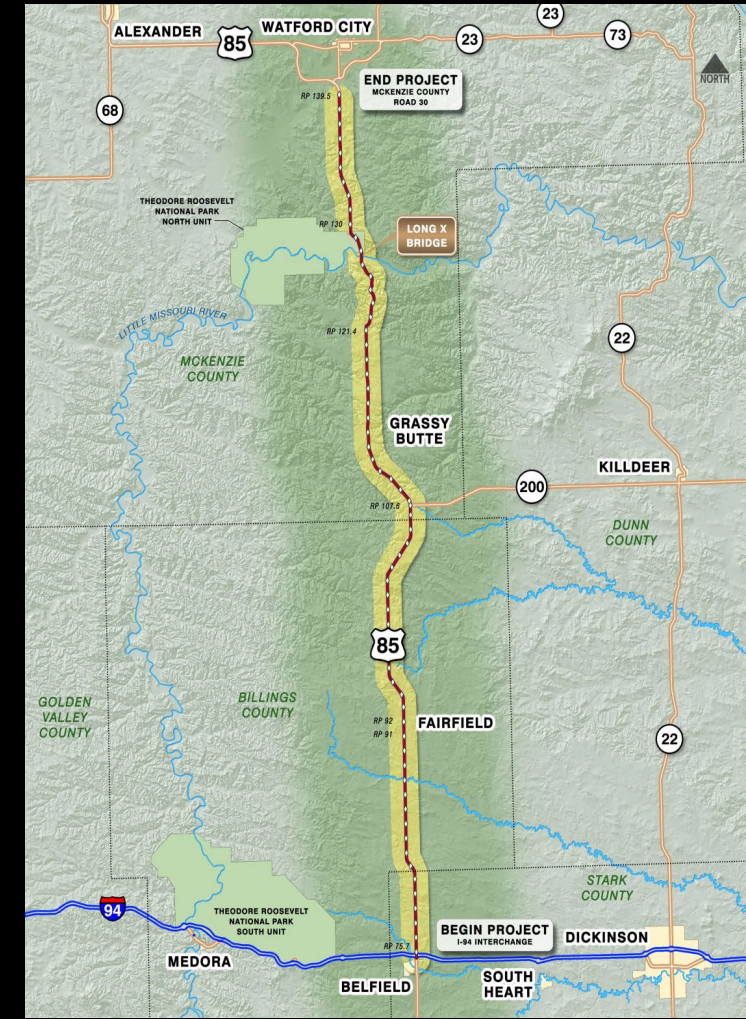 ALEXANDER
85
WATFORD CITY
23
23
73
NORTH
END PROJECT
MCKENZIE COUNTY
ROAD 30
RP 139.5
68
THEODORE ROOSEVELT
NATIONAL PARK
NORTH UNIT
RP 130
LONG X
BRIDGE
LITTLE MISSOURI RIVER
RP 121.4
22
MCKENZIE
COUNTY
GRASSY
BUTTE
KILLDEER
200
RP 107.6
DUNN
COUNTY
85
GOLDEN
VALLEY
COUNTY
BILLINGS
COUNTY
RP 92
RP 91
FAIRFIELD
22
STARK
COUNTY
94
THEODORE ROOSEVELT
NATIONAL PARK
SOUTH UNIT
BEGIN PROJECT
I-94 INTERCHANGE
DICKINSON
RP 75.7
MEDORA
BELFIELD
SOUTH
HEART